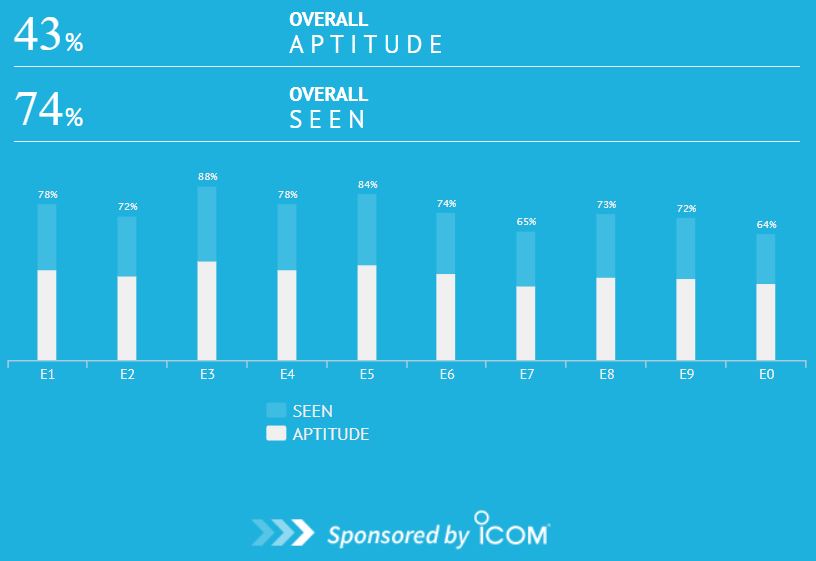 43% OVERALL
APTITUDE
74% OVERALL
SEEN
78% 72% 88% 78% 84% 74% 65% 73% 72% 64%
E1 E2 E3 E4 E5 E6 E7 E8 E9 E0
SEEN
APTITUDE
Sponsored by ICOM